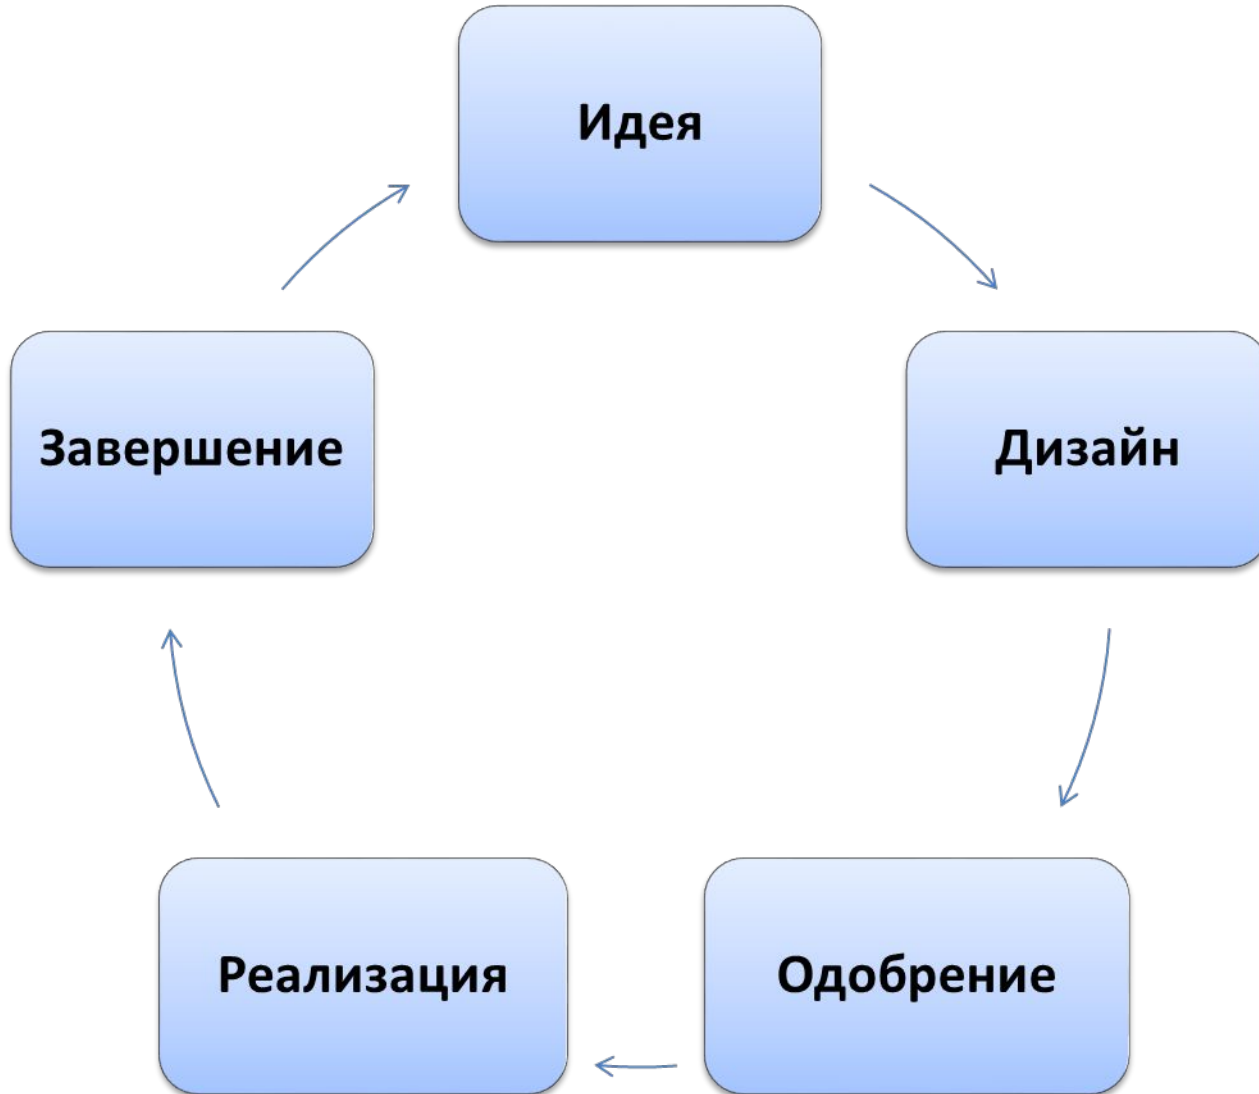 Идея
Дизайн
Одобрение
Реализация
Завершение